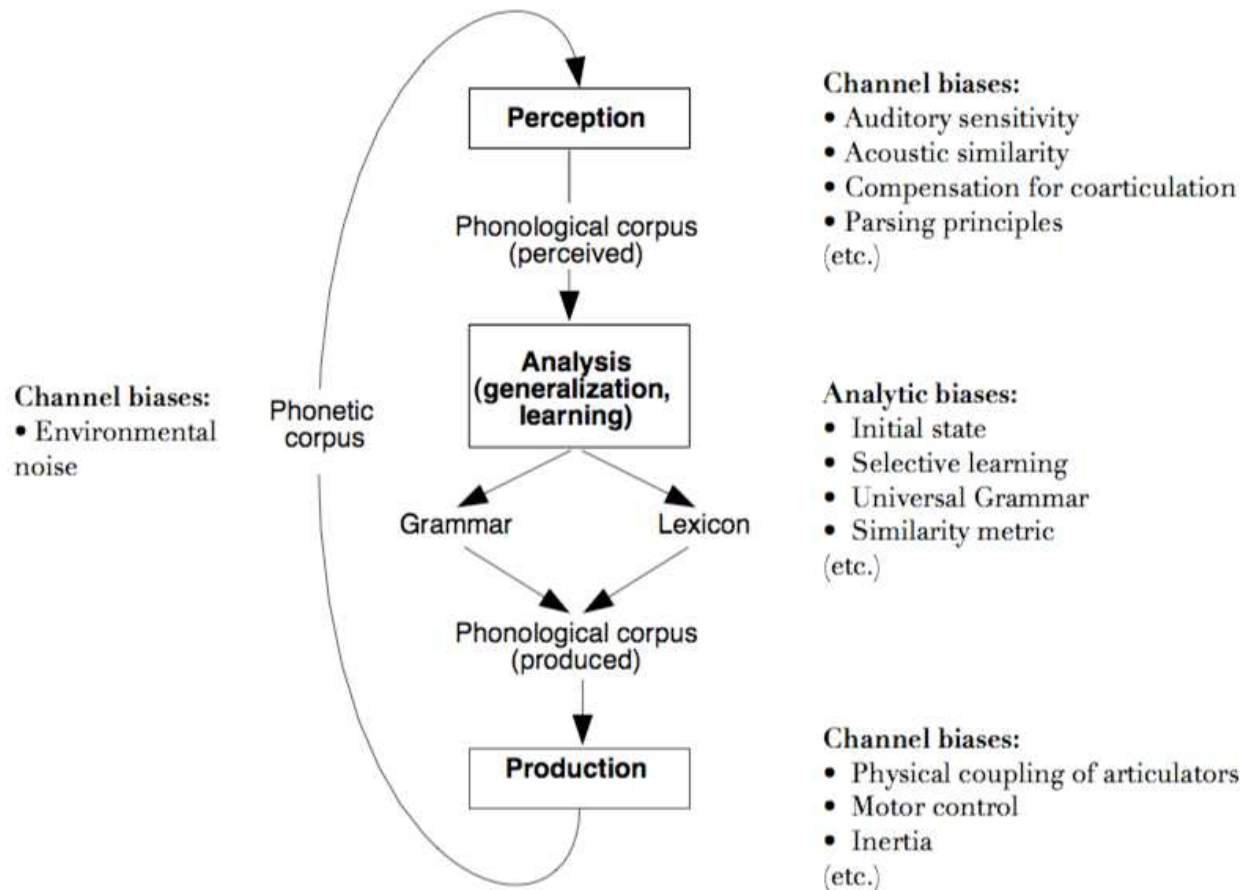 Perception
Channel biases:
• Auditory sensitivity
• Acoustic similarity
• Compensation for coarticulation
• Parsing principles
(etc.)
Phonological corpus
(perceived)
Channel biases:
• Environmental
noise
Phonetic
corpus
Analysis
(generalization,
learning)
Analytic biases:
• Initial state
• Selective learning
• Universal Grammar
• Similarity metric
(etc.)
Grammar
Lexicon
Phonological corpus
(produced)
Production
Channel biases:
• Physical coupling of articulators
• Motor control
• Inertia
(etc.)